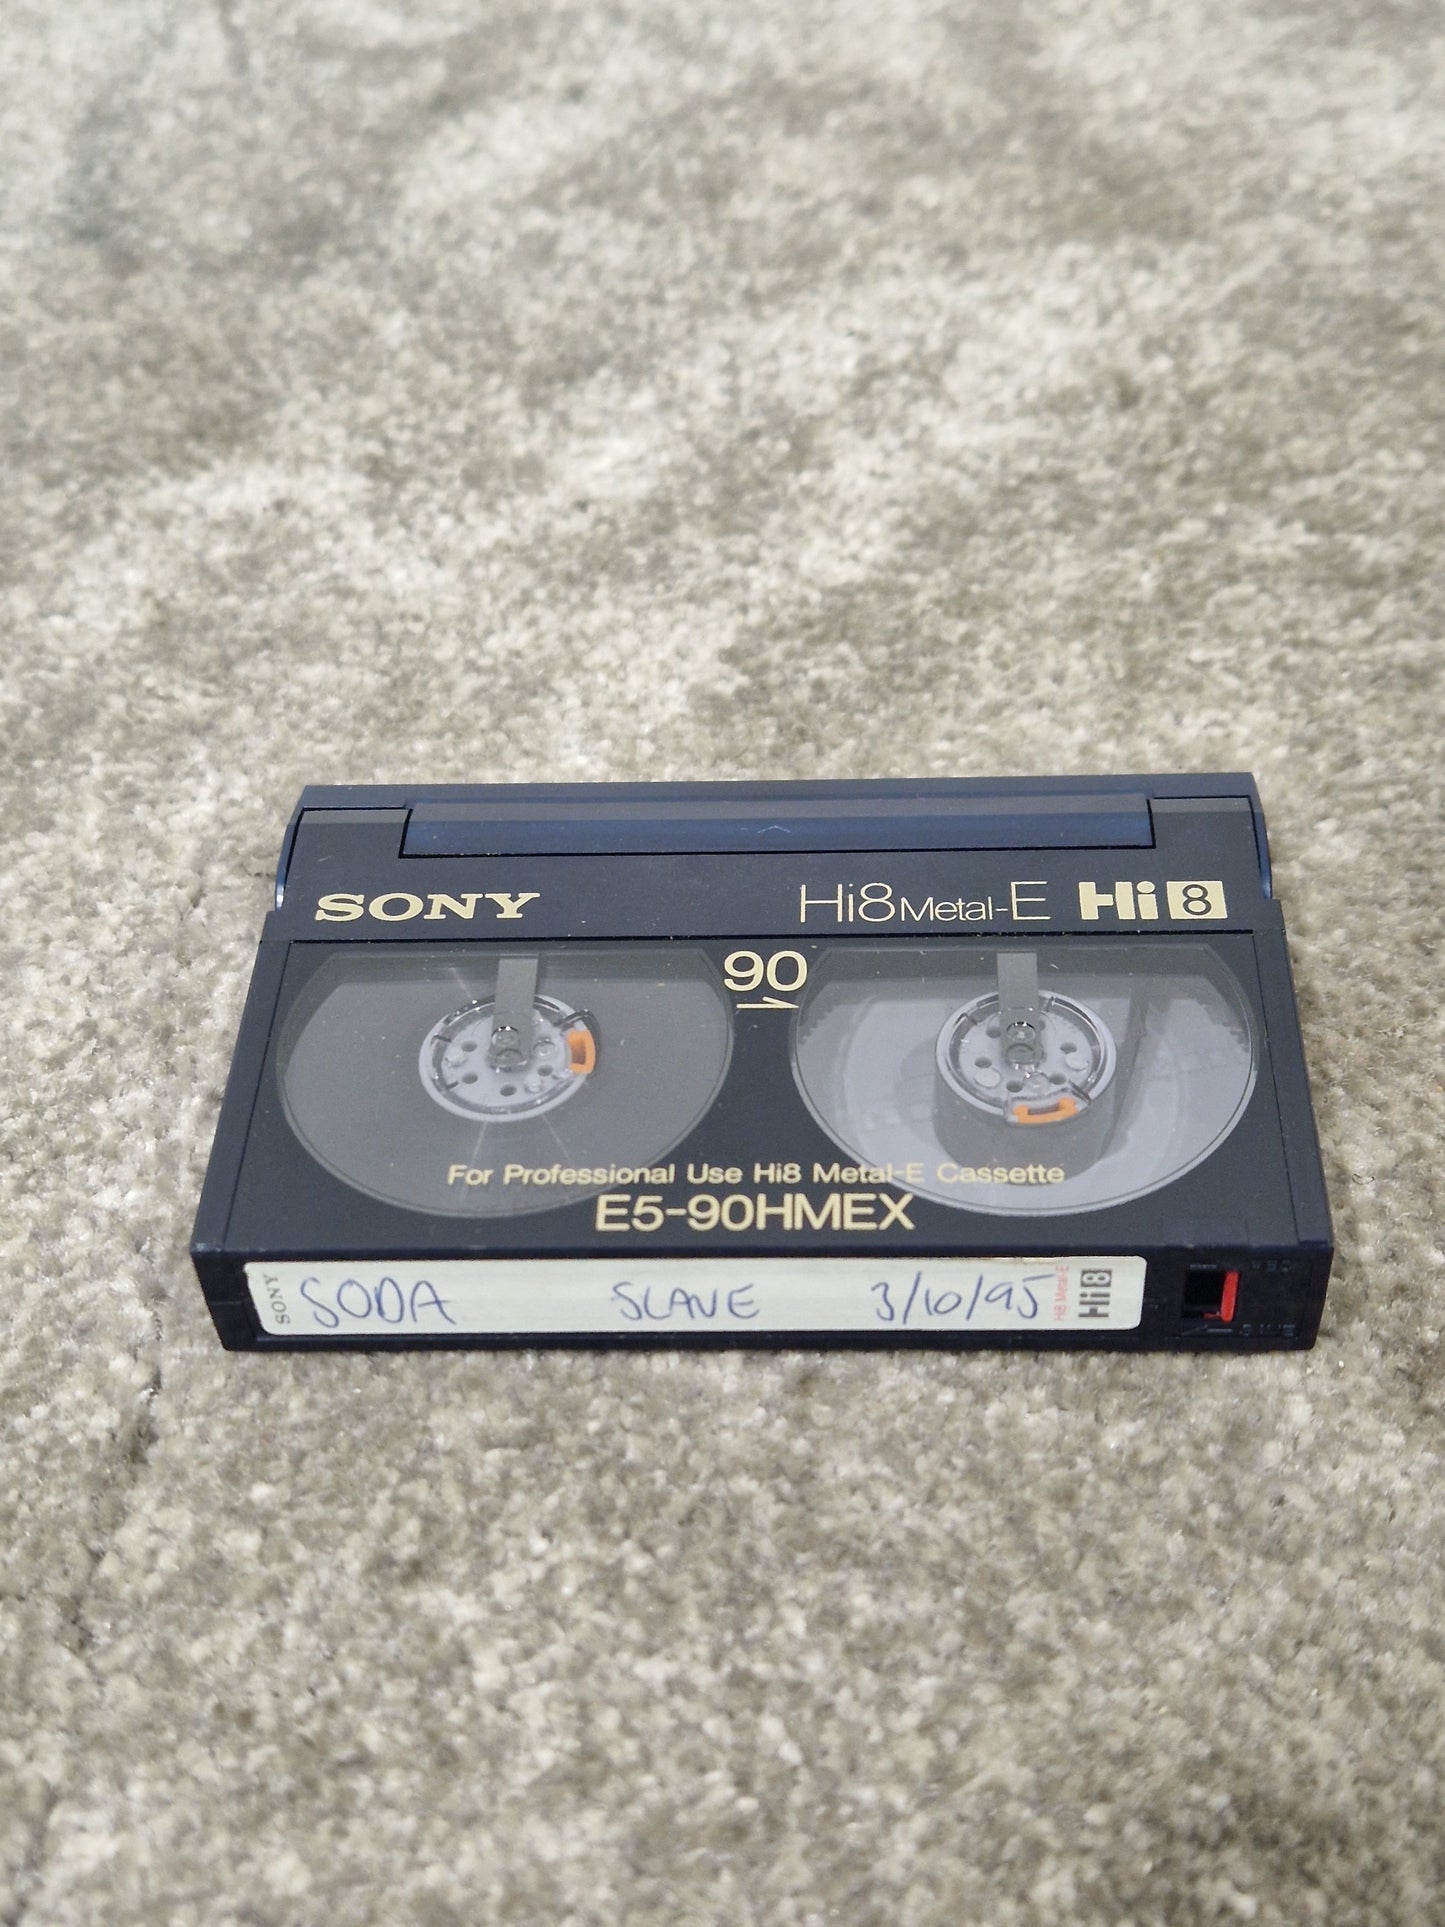 SONY Hi8 Metal-E Hi8
90
For Professional Use Hi8 Metal-E Cassette
E5-90HMEX
SONY SODA SLAVE 3/10/95 Hi8 Metal-E Hi8